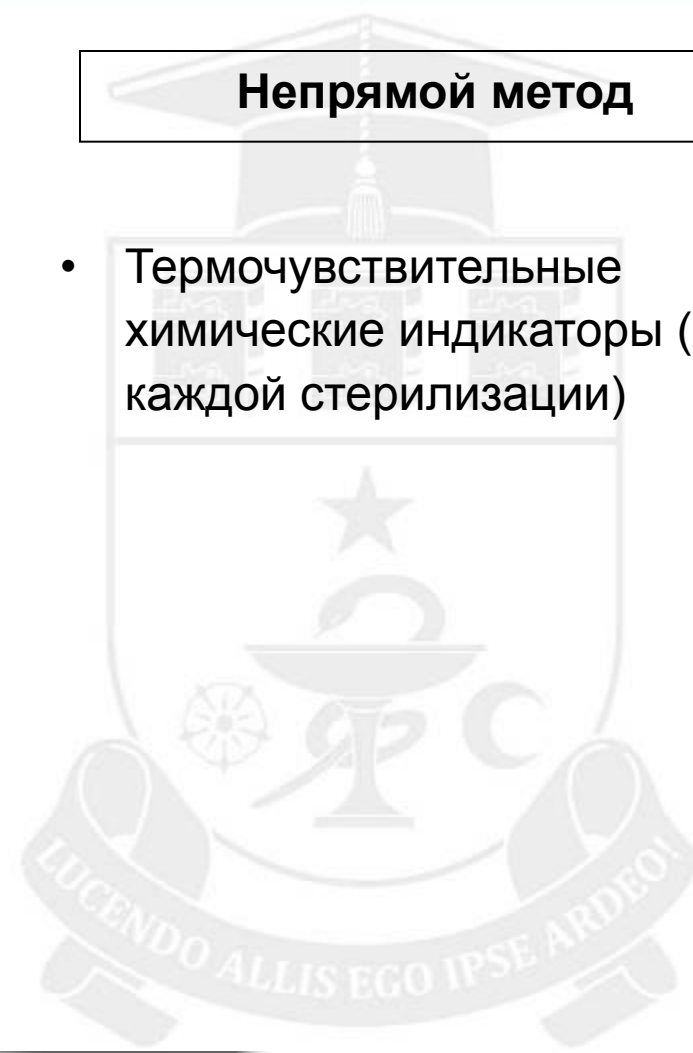 Непрямой метод
• Термочувствительные
химические индикаторы (
каждой стерилизации)
LUCENDO ALLIS EGO IPSE ARDEO!